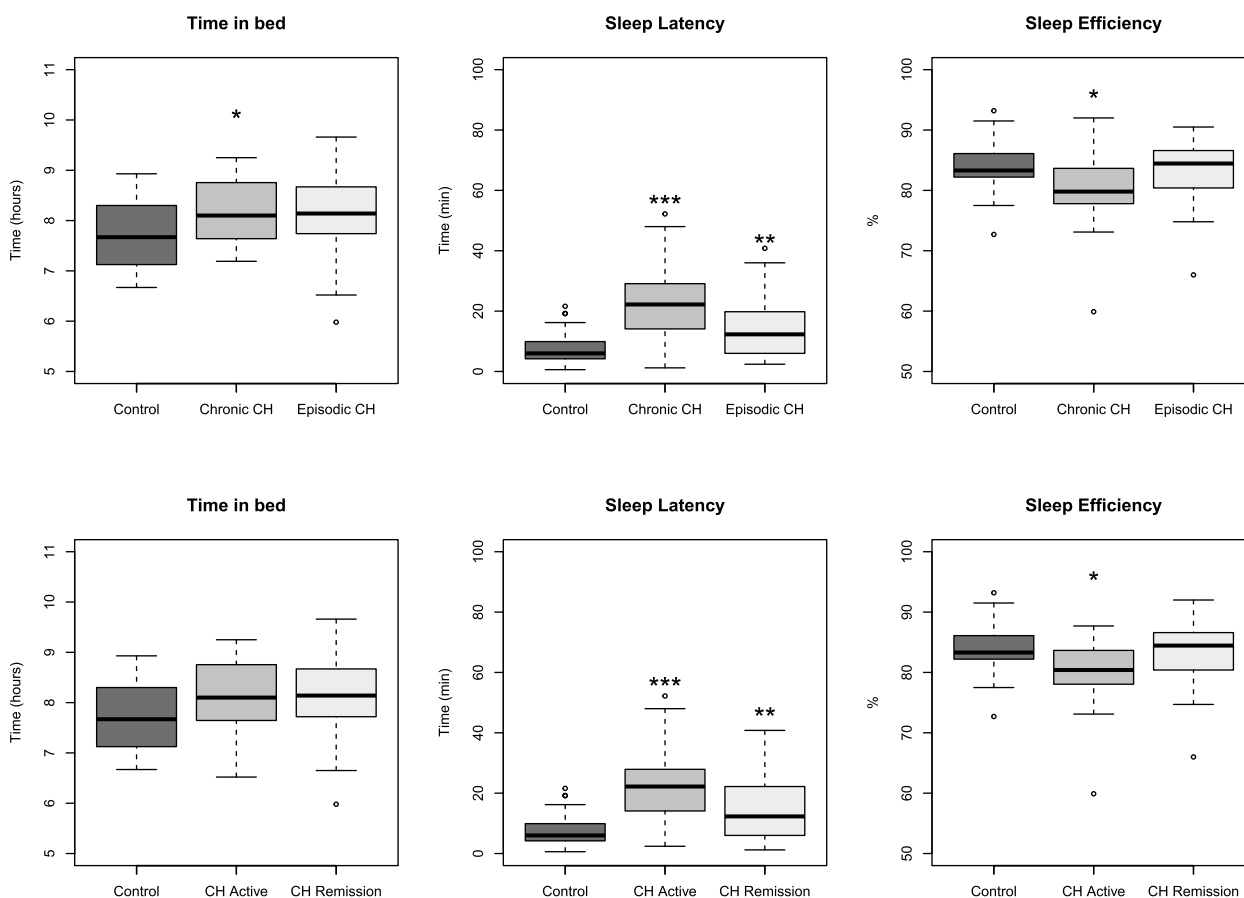 Time in bed
Sleep Latency
Sleep Efficiency
Time (hours)
11
10
9
8
7
6
5
*
Control
Chronic CH
Episodic CH
Time (min)
100
80
60
40
20
0
***
**
Control
Chronic CH
Episodic CH
%
100
90
80
70
60
50
*
Control
Chronic CH
Episodic CH
Time in bed
Sleep Latency
Sleep Efficiency
Time (hours)
11
10
9
8
7
6
5
Control
CH Active
CH Remission
Time (min)
100
80
60
40
20
0
***
**
Control
CH Active
CH Remission
%
100
90
80
70
60
50
*
Control
CH Active
CH Remission